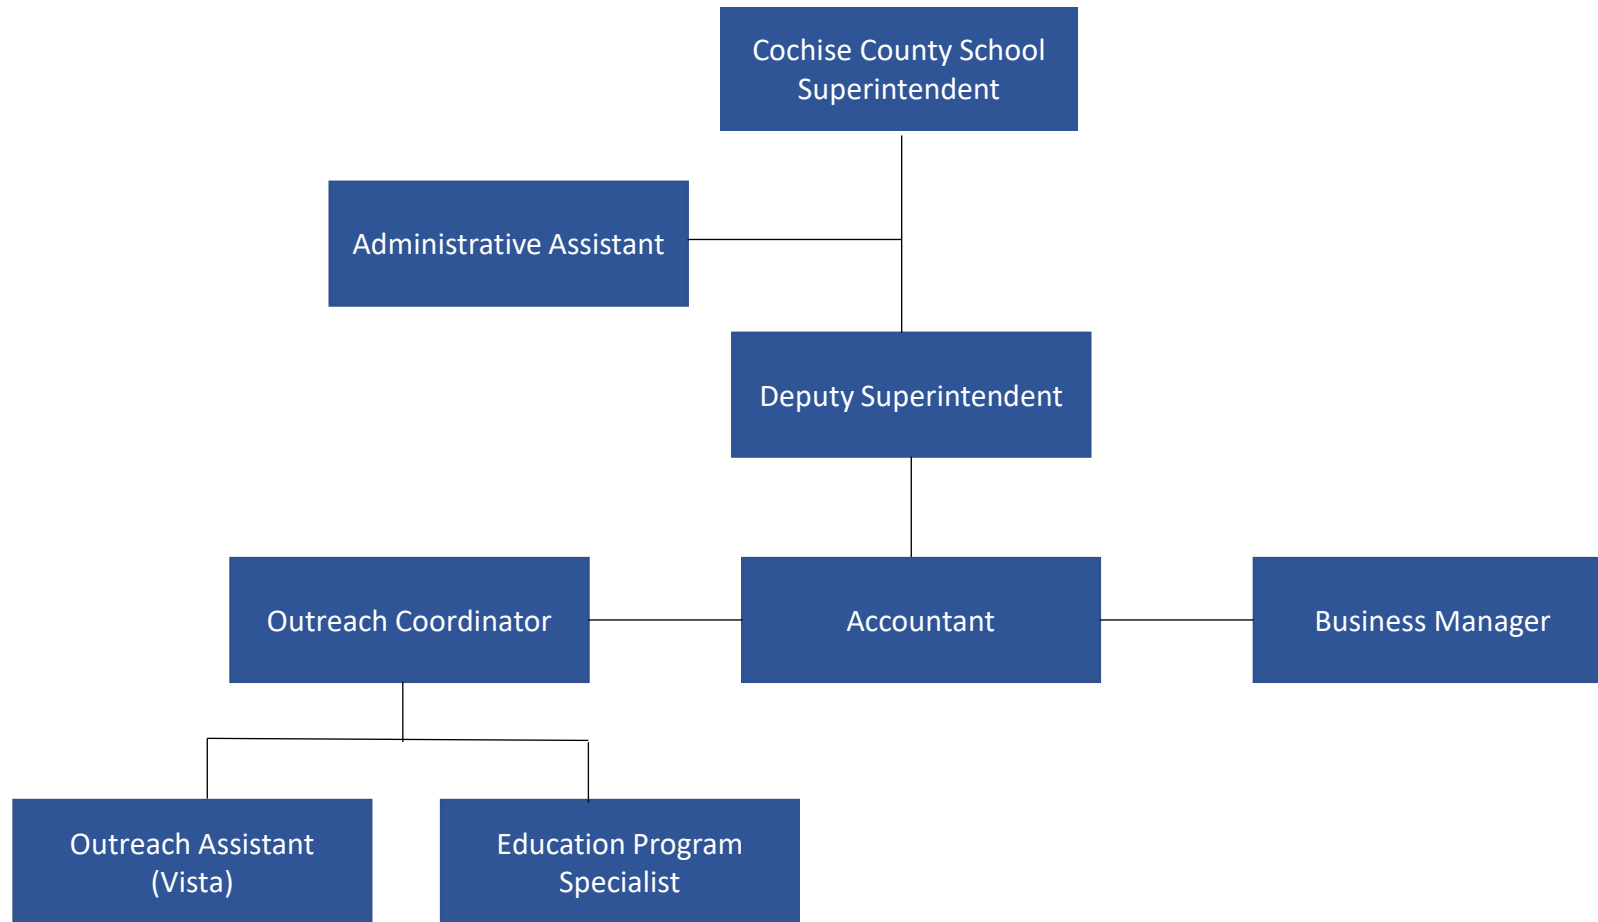 Cochise County School
Superintendent
Administrative Assistant
Deputy Superintendent
Outreach Coordinator
Accountant
Business Manager
Outreach Assistant
(Vista)
Education Program
Specialist